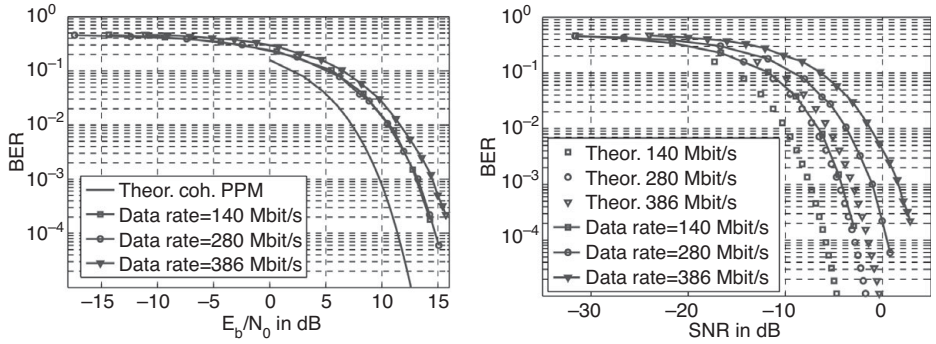 10^0
10^-1
10^-2
10^-3
10^-4
BER
Theor. coh. PPM
Data rate=140 Mbit/s
Data rate=280 Mbit/s
Data rate=386 Mbit/s
−15 −10 −5 0 5 10 15
E_b/N_0 in dB
10^0
10^-1
10^-2
10^-3
10^-4
BER
Theor. 140 Mbit/s
Theor. 280 Mbit/s
Theor. 386 Mbit/s
Data rate=140 Mbit/s
Data rate=280 Mbit/s
Data rate=386 Mbit/s
−30 −20 −10 0
SNR in dB